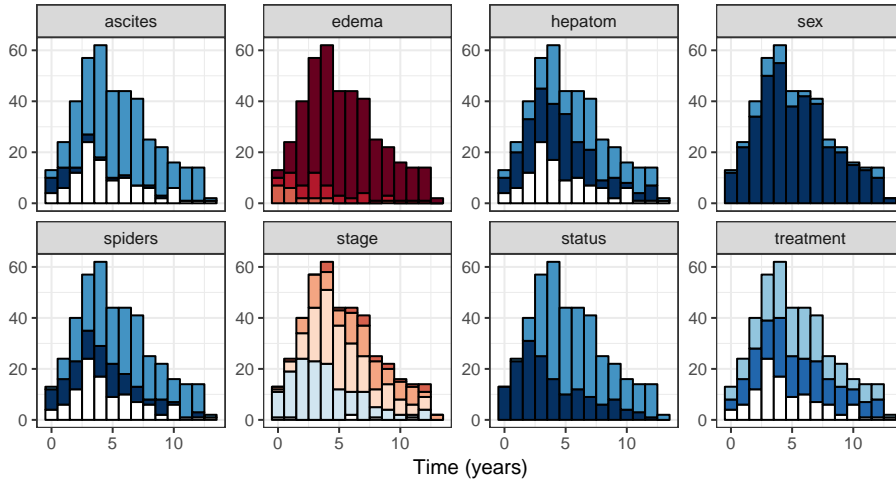 ascites edema hepatom sex
60
40
20
0
spiders stage status treatment
60
40
20
0
0 5 10 0 5 10 0 5 10 0 5 10
Time (years)